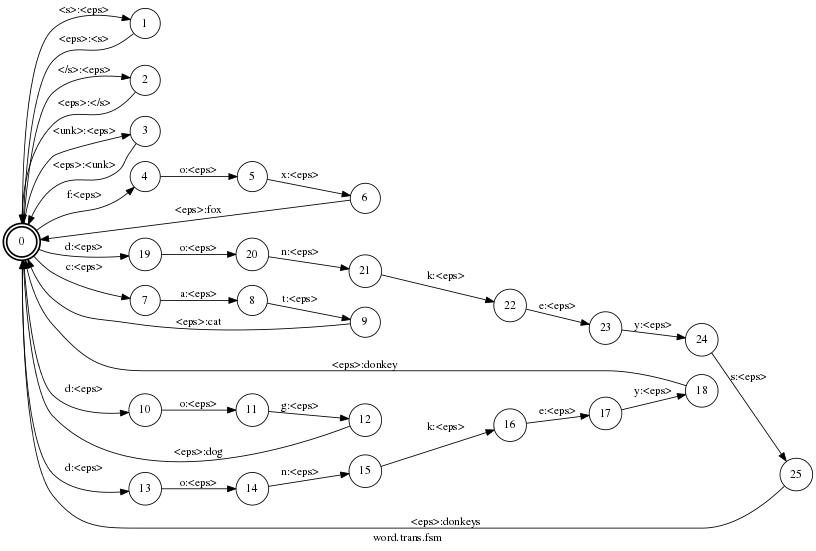 <s>:<eps>
1
<eps>:<s>
</s>:<eps>
2
<eps>:</s>
<unk>:<eps>
3
<eps>:<unk>
f:<eps>
4
o:<eps>
5
x:<eps>
6
<eps>:fox
0
d:<eps>
19
o:<eps>
20
n:<eps>
21
k:<eps>
22
e:<eps>
23
y:<eps>
24
s:<eps>
c:<eps>
7
a:<eps>
8
t:<eps>
9
<eps>:cat
<eps>:donkey
d:<eps>
10
o:<eps>
11
g:<eps>
12
<eps>:dog
d:<eps>
13
o:<eps>
14
n:<eps>
15
k:<eps>
16
e:<eps>
17
y:<eps>
18
25
<eps>:donkeys
word.trans.fsm